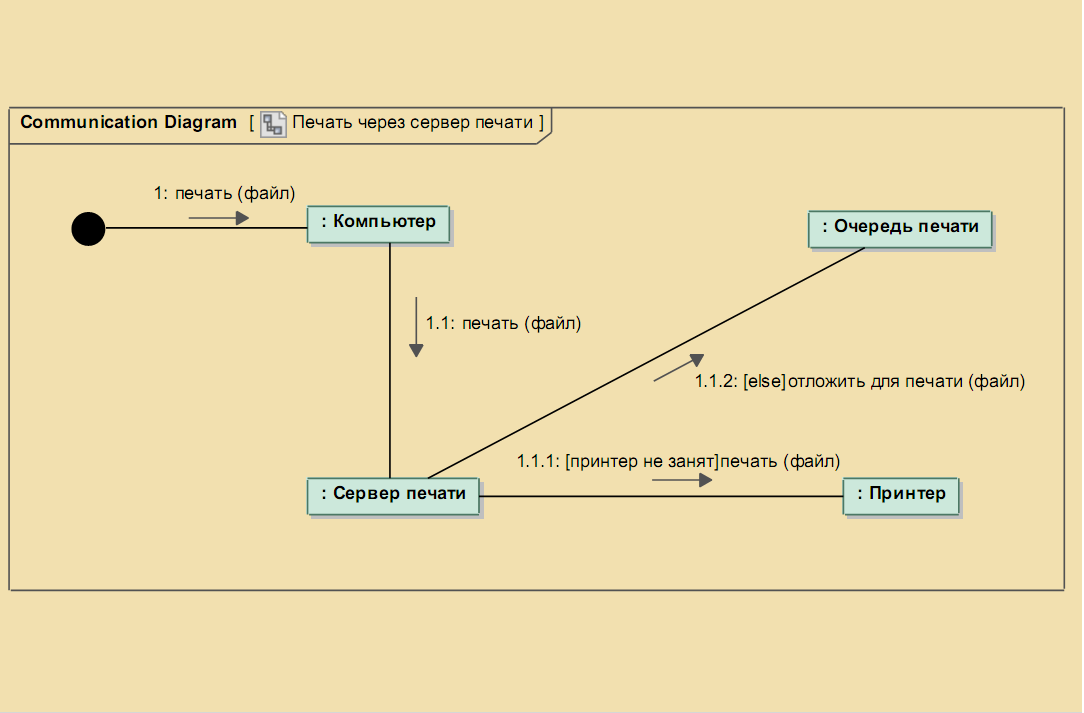 Communication Diagram [ Печать через сервер печати ]
1: печать (файл)
: Компьютер
: Очередь печати
1.1: печать (файл)
1.1.2: [else]отложить для печати (файл)
1.1.1: [принтер не занят]печать (файл)
: Сервер печати
: Принтер